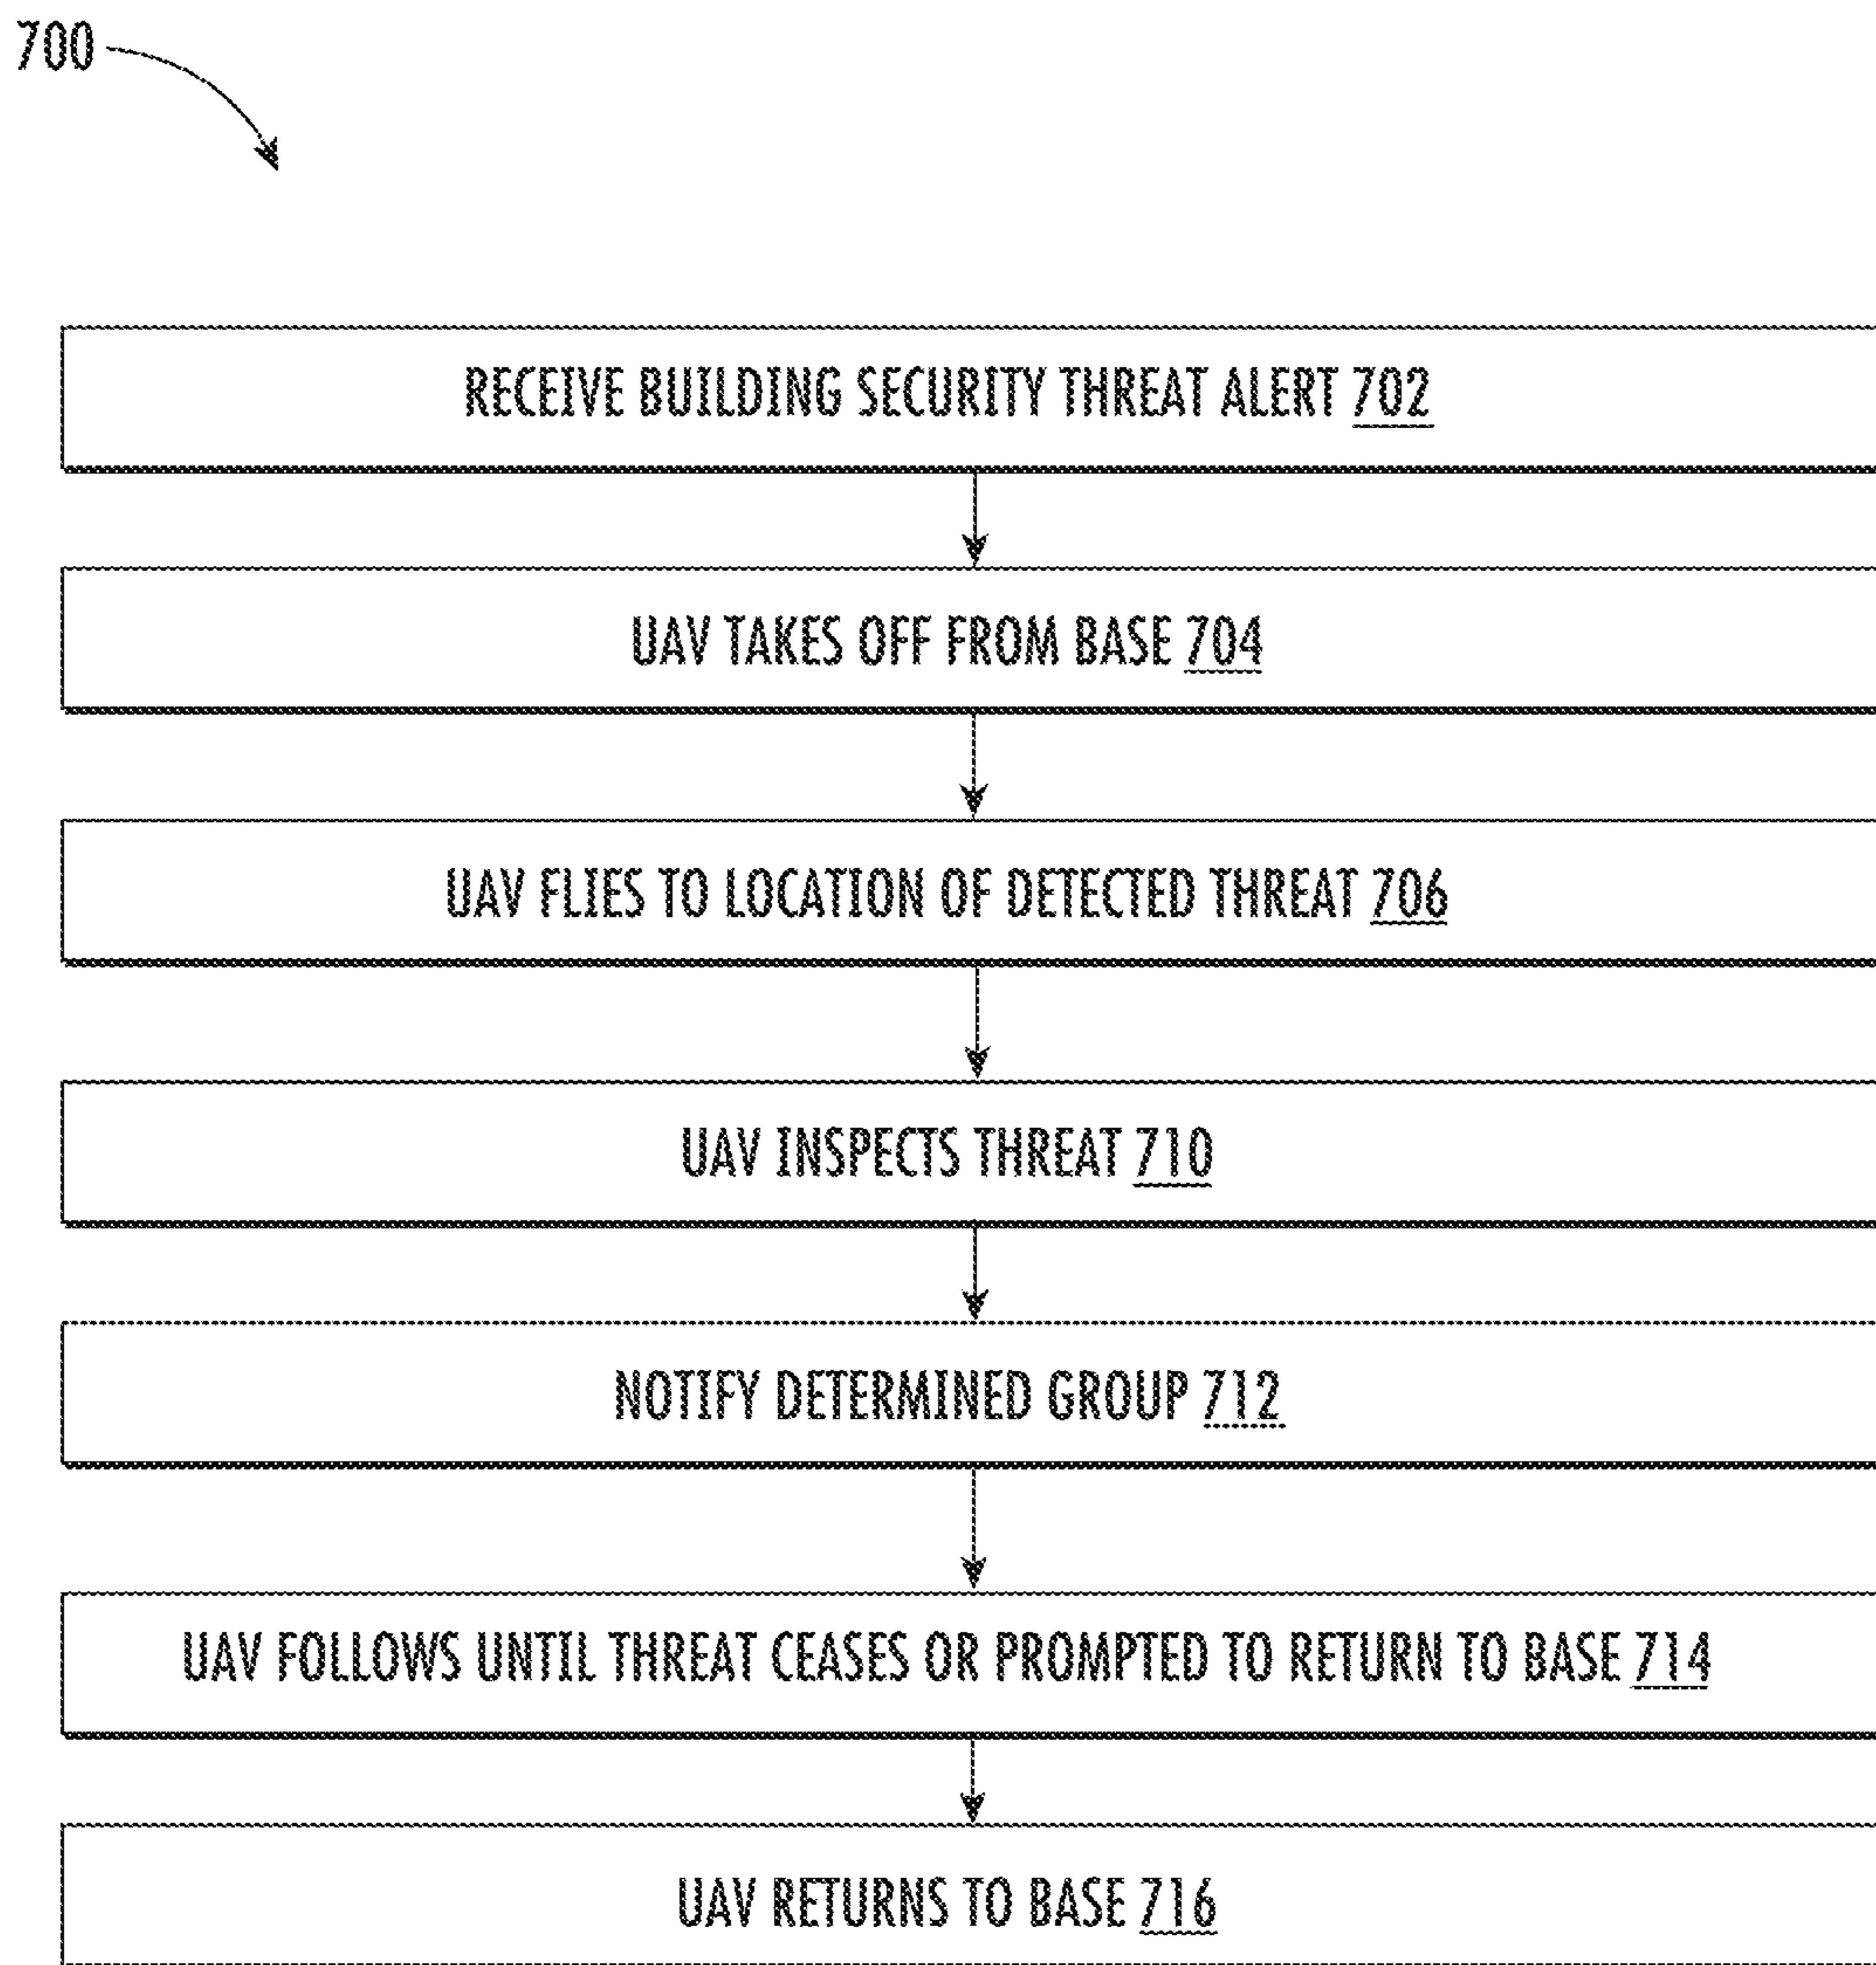 700
RECEIVE BUILDING SECURITY THREAT ALERT 702
UAV TAKES OFF FROM BASE 704
UAV FLIES TO LOCATION OF DETECTED THREAT 706
UAV INSPECTS THREAT 710
NOTIFY DETERMINED GROUP 712
UAV FOLLOWS UNTIL THREAT CEASES OR PROMPTED TO RETURN TO BASE 714
UAV RETURNS TO BASE 716